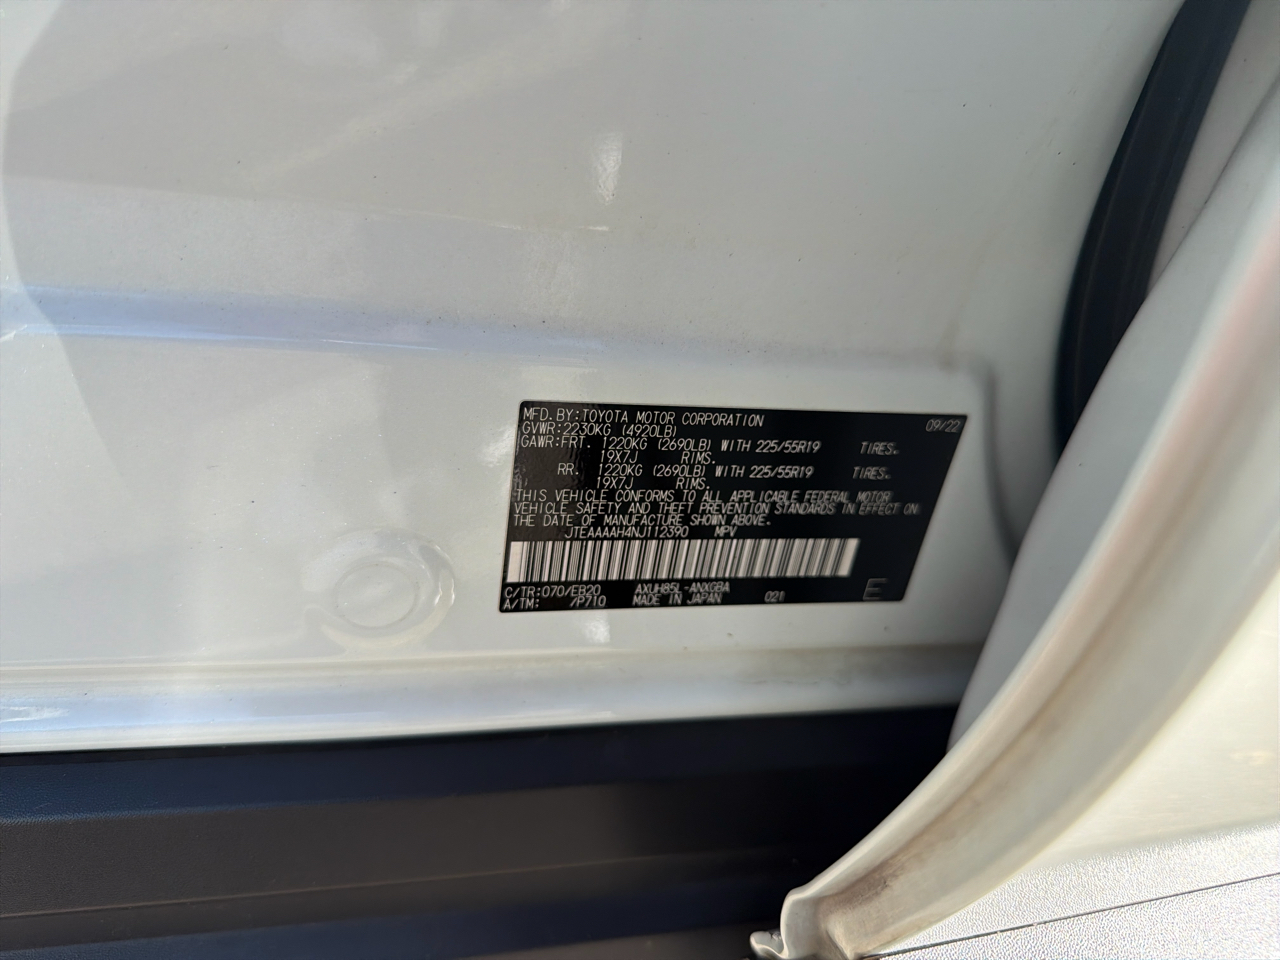 MFD.BY:TOYOTA MOTOR CORPORATION 09/22
GVWR:2230KG (4920LB)
GAWR:FRT. 1220KG (2690LB) WITH 225/55R19 TIRES.
19X7J RIMS.
RR. 1220KG (2690LB) WITH 225/55R19 TIRES.
19X7J RIMS.
THIS VEHICLE CONFORMS TO ALL APPLICABLE FEDERAL MOTOR
VEHICLE SAFETY AND THEFT PREVENTION STANDARDS IN EFFECT ON
THE DATE OF MANUFACTURE SHOWN ABOVE.
JTEAAAAH4NJ112390 MPV
C/TR:070/EB20 AXUH85L-ANXGBA
A/TM: /P710 MADE IN JAPAN 021 E